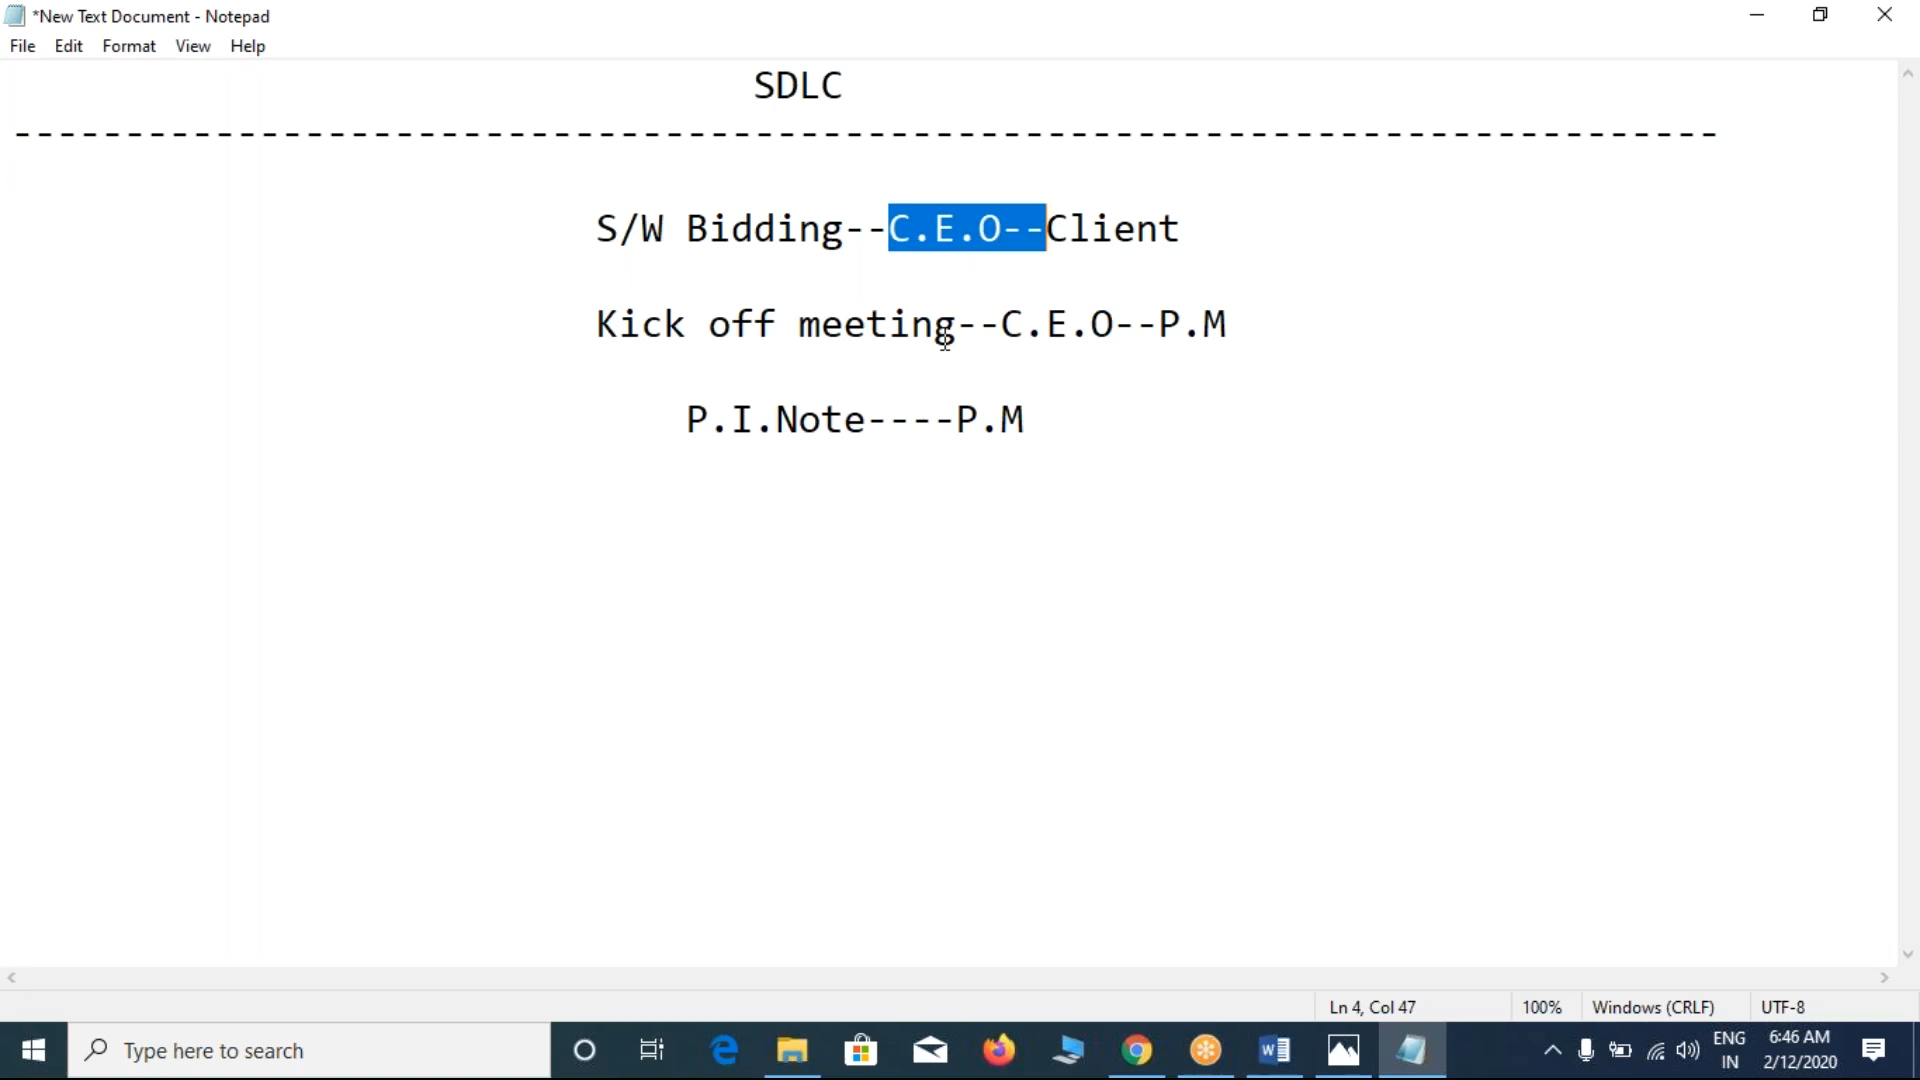 *New Text Document - Notepad
File Edit Format View Help
SDLC
----------------------------------------------------------------------------
S/W Bidding--C.E.O--Client
Kick off meeting--C.E.O--P.M
P.I.Note----P.M
Ln 4, Col 47 100% Windows (CRLF) UTF-8
Type here to search
ENG 6:46 AM
IN 2/12/2020